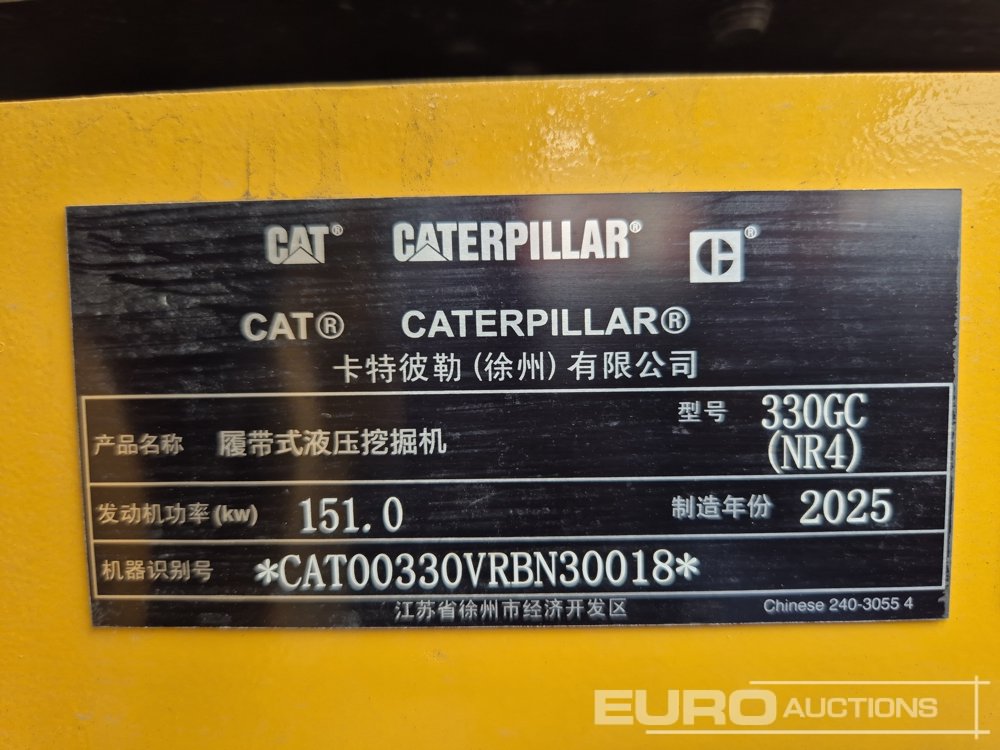 CAT® CATERPILLAR® ®
CAT® CATERPILLAR®
卡特彼勒(徐州)有限公司
产品名称 履带式液压挖掘机 型号 330GC
(NR4)
发动机功率(kw) 151.0 制造年份 2025
机器识别号 *CAT00330VRBN30018*
江苏省徐州市经济开发区 Chinese 240-3055 4
EURO AUCTIONS